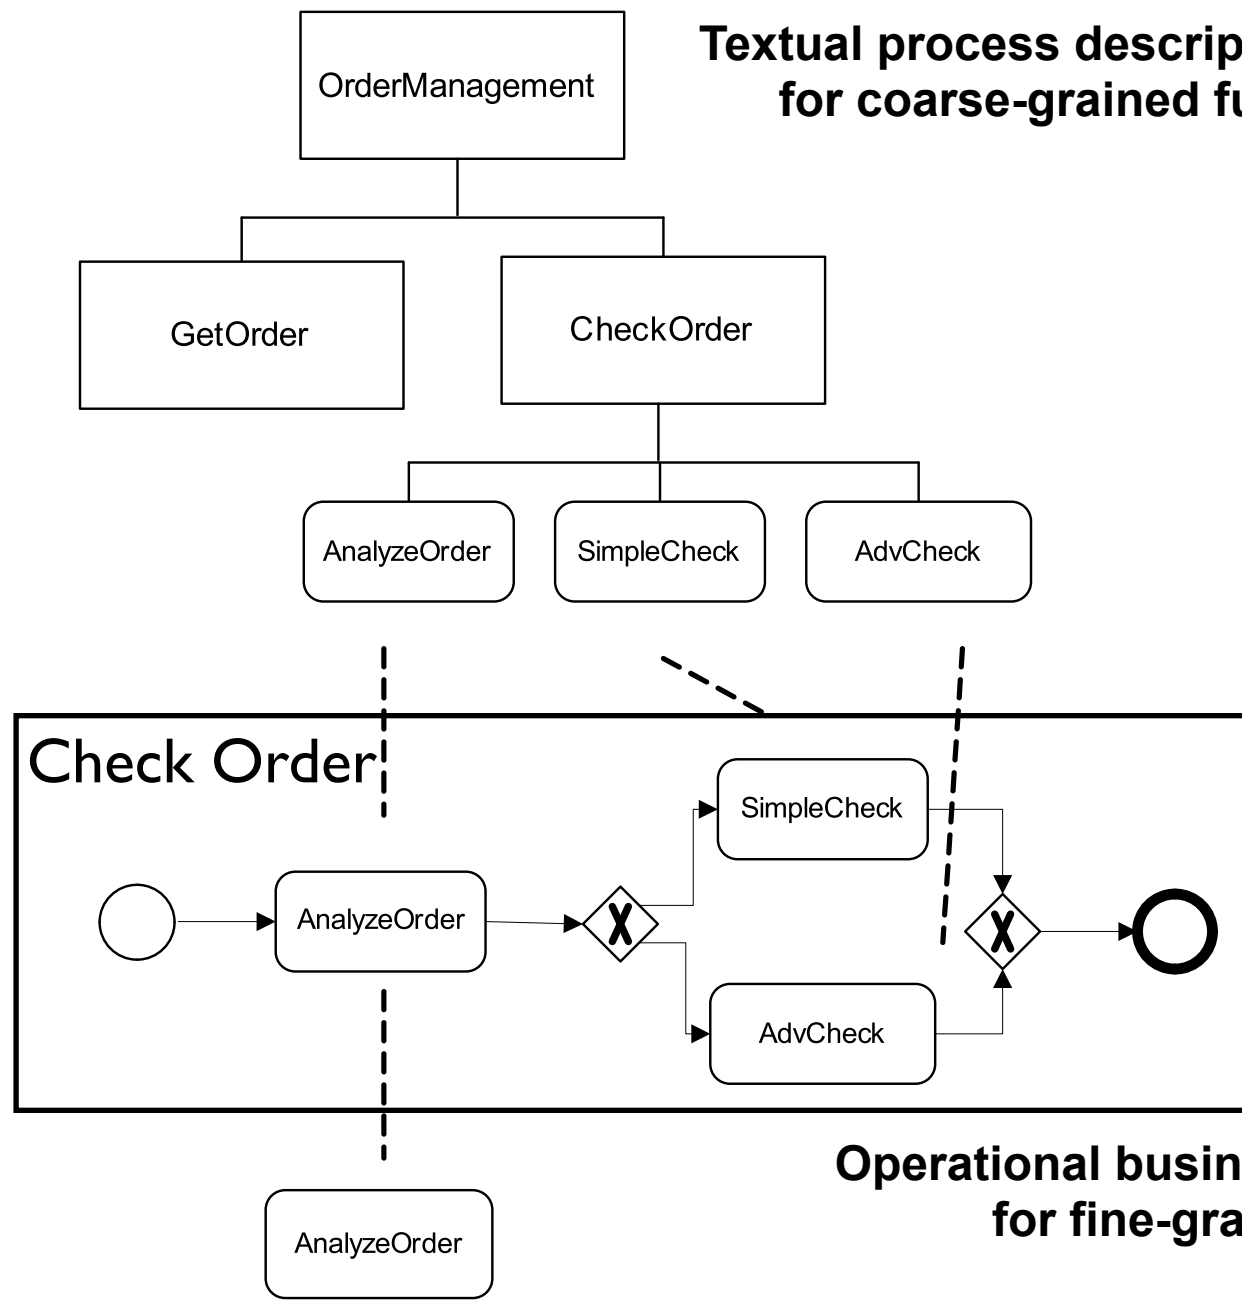 Textual process descrip
for coarse-grained fu
OrderManagement
GetOrder
CheckOrder
AnalyzeOrder
SimpleCheck
AdvCheck
Check Order
SimpleCheck
AnalyzeOrder
X
X
AdvCheck
Operational busin
for fine-gra
AnalyzeOrder